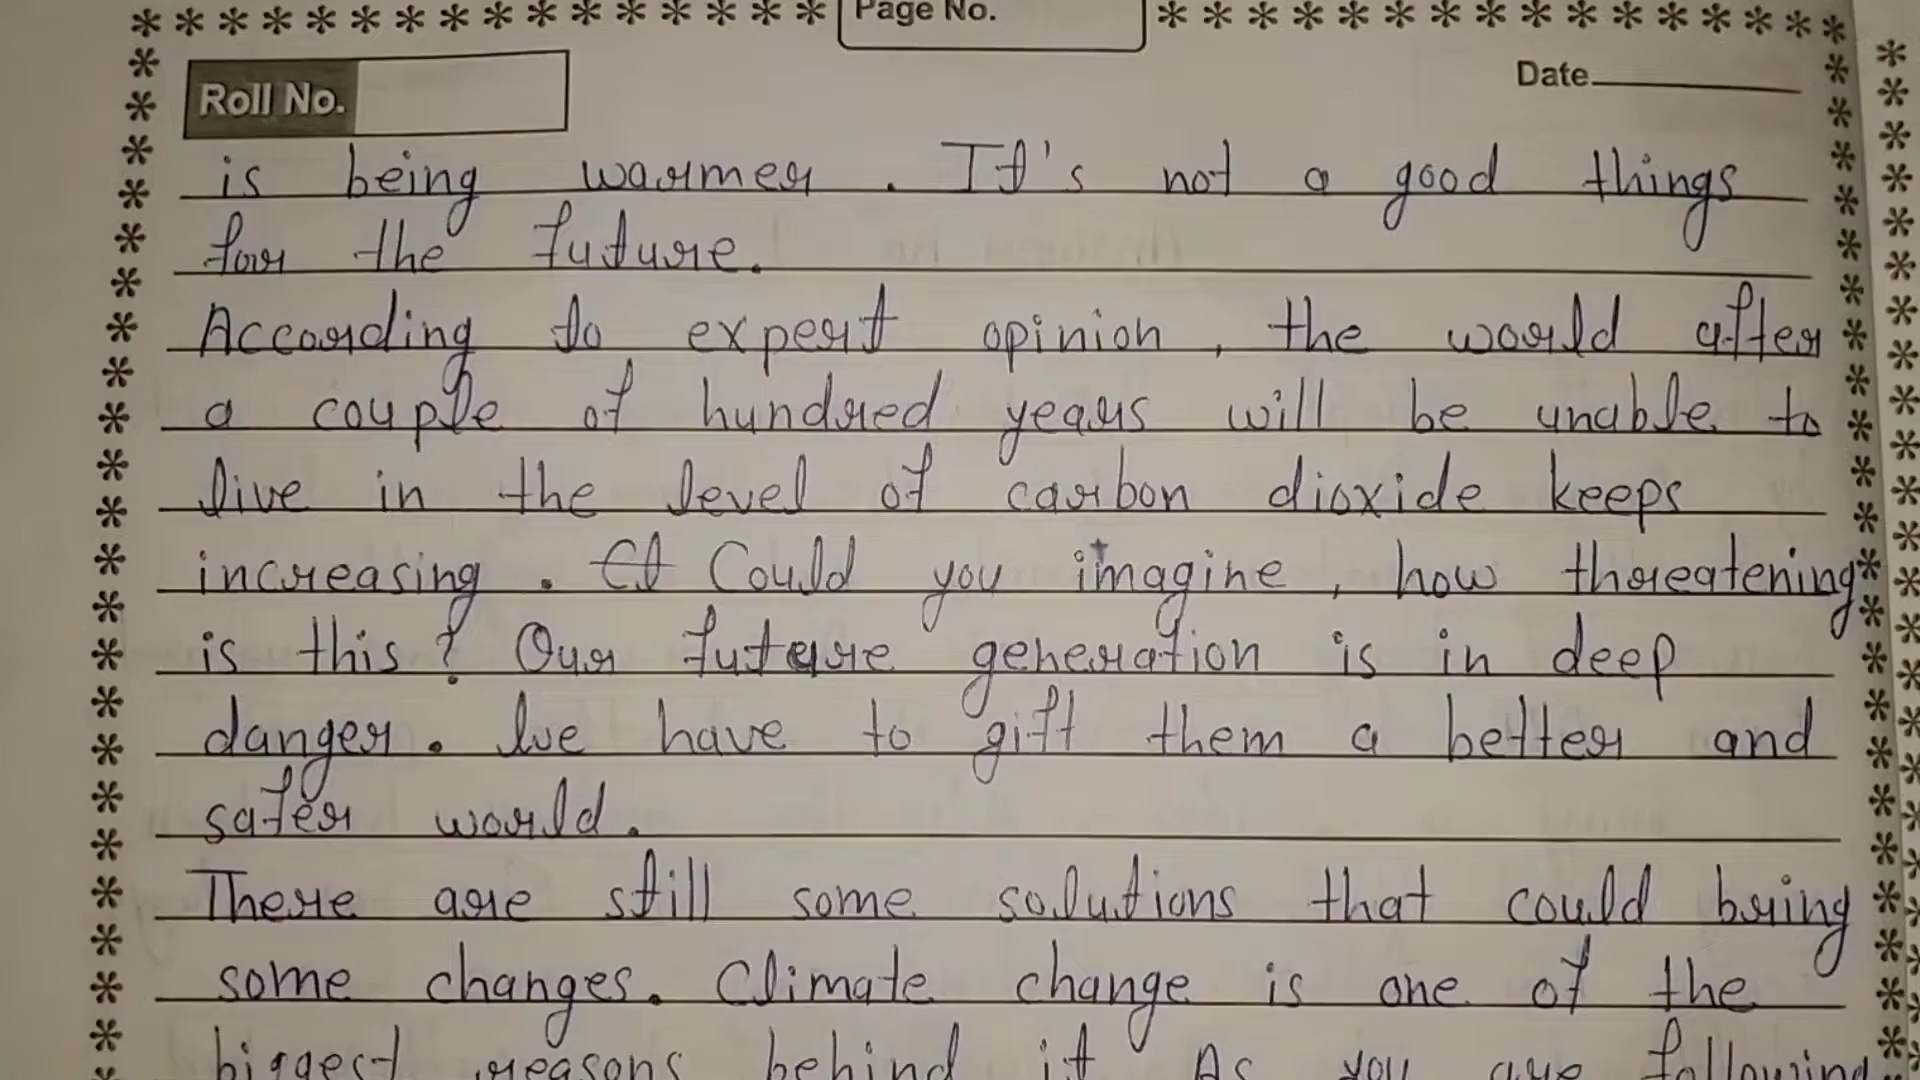 Page No.
Roll No.
Date
is being warmer. It's not a good things
for the future.
According to expert opinion, the world after
a couple of hundred years will be unable to
live in the level of carbon dioxide keeps
increasing. Could you imagine, how threatening
is this? Our future generation is in deep
danger. We have to gift them a better and
safer world.
There are still some solutions that could bring
some changes. Climate change is one of the
biggest reasons behind it. As you are following